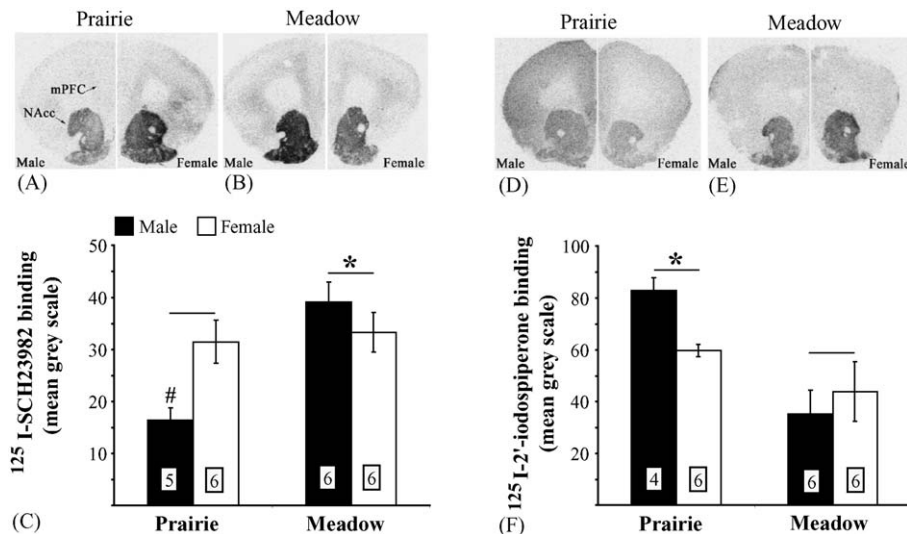 Prairie Meadow Prairie Meadow
mPFC
NAcc
Male Female Female Male Male Female
(A) (B) (D) (E)
Male Female
50
40
30
20
10
125 I-SCH23982 binding
(mean grey scale)
*
#
5 6 6 6
Prairie Meadow
(C)
100
80
60
40
20
125 I-2'-iodospiperone binding
(mean grey scale)
*
4 6 6 6
Prairie Meadow
(F)